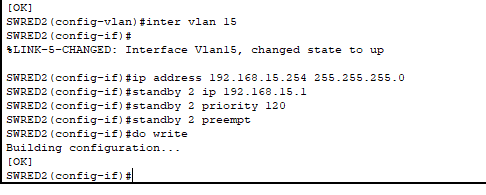 [OK]
SWRED2(config-vlan)#inter vlan 15
SWRED2(config-if)#
%LINK-5-CHANGED: Interface Vlan15, changed state to up
SWRED2(config-if)#ip address 192.168.15.254 255.255.255.0
SWRED2(config-if)#standby 2 ip 192.168.15.1
SWRED2(config-if)#standby 2 priority 120
SWRED2(config-if)#standby 2 preempt
SWRED2(config-if)#do write
Building configuration...
[OK]
SWRED2(config-if)#